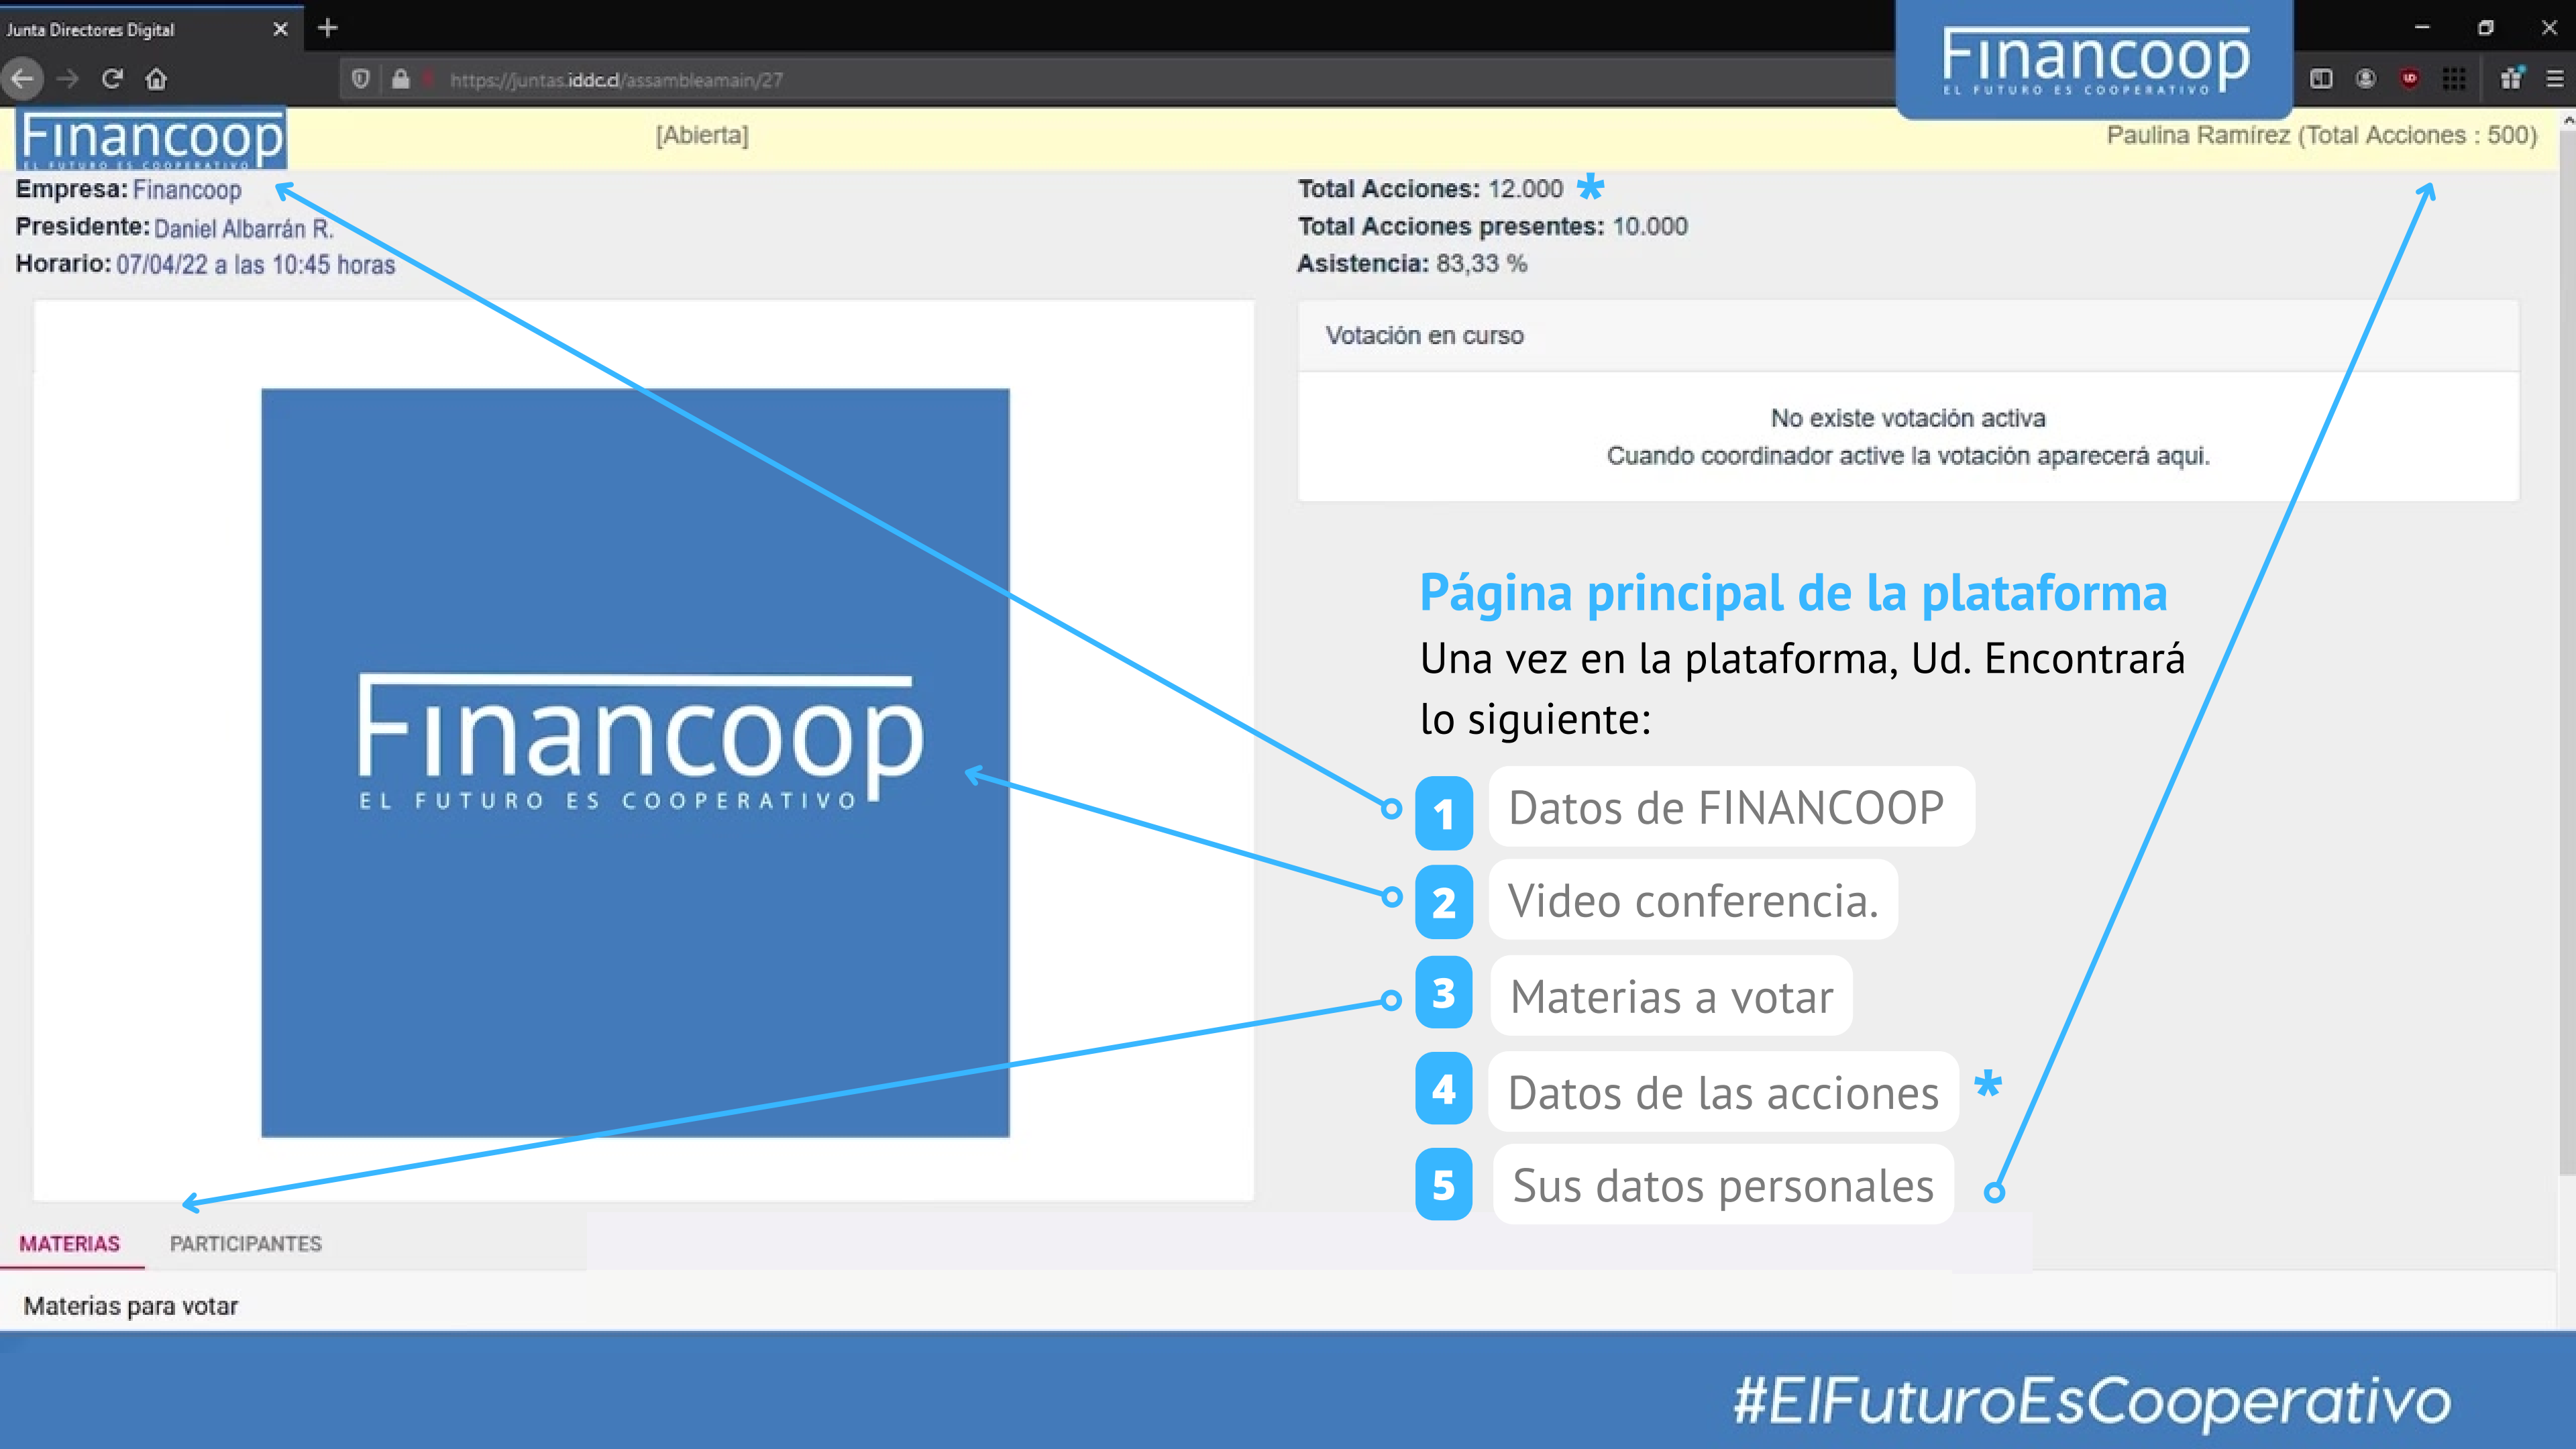 Junta Directores Digital
https://juntas.iddc.cl/assambleamain/27
Financoop
EL FUTURO ES COOPERATIVO
Financoop
EL FUTURO ES COOPERATIVO
[Abierta]
Paulina Ramírez (Total Acciones : 500)
Empresa: Financoop
Presidente: Daniel Albarrán R.
Horario: 07/04/22 a las 10:45 horas
Total Acciones: 12.000 *
Total Acciones presentes: 10.000
Asistencia: 83,33 %
Votación en curso
No existe votación activa
Cuando coordinador active la votación aparecerá aqui.
Financoop
EL FUTURO ES COOPERATIVO
Página principal de la plataforma
Una vez en la plataforma, Ud. Encontrará
lo siguiente:
1 Datos de FINANCOOP
2 Video conferencia.
3 Materias a votar
4 Datos de las acciones *
5 Sus datos personales
MATERIAS PARTICIPANTES
Materias para votar
#ElFuturoEsCooperativo